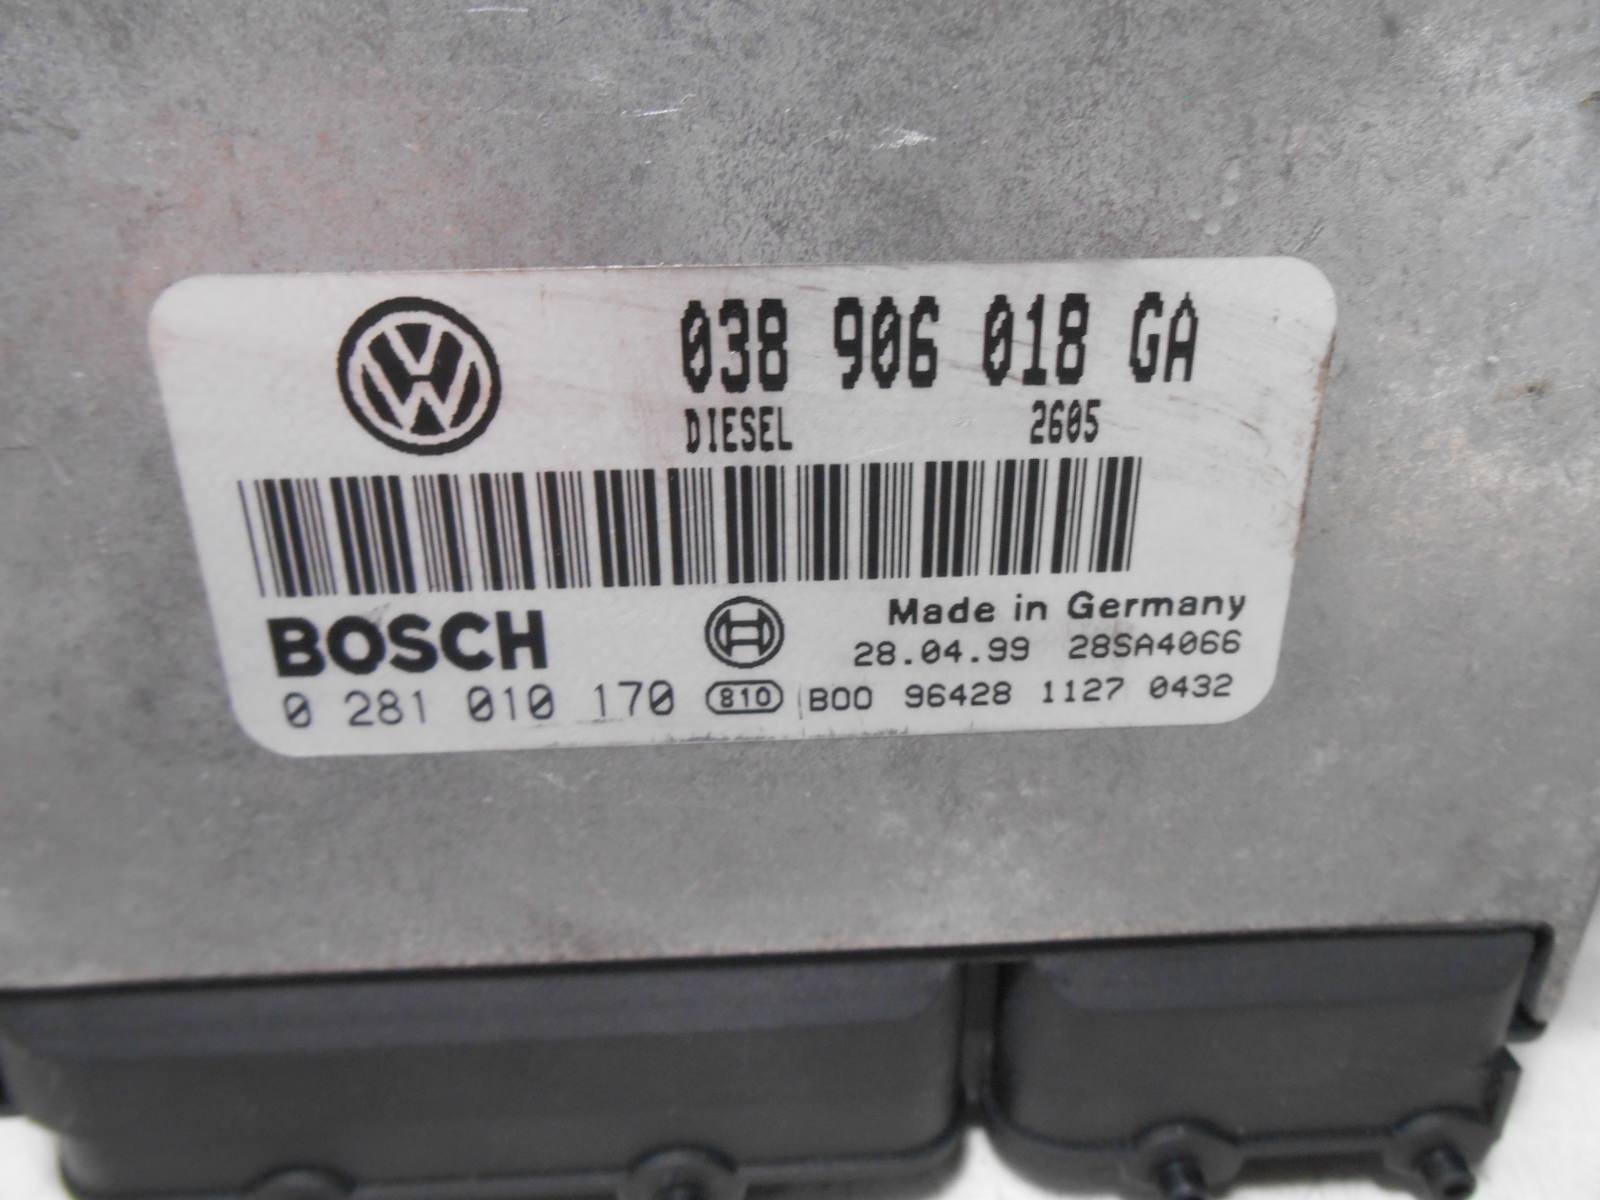 038 906 018 GA
DIESEL 2605
Made in Germany
BOSCH 28.04.99 28SA4066
0 281 010 170 810 B00 96428 1127 0432